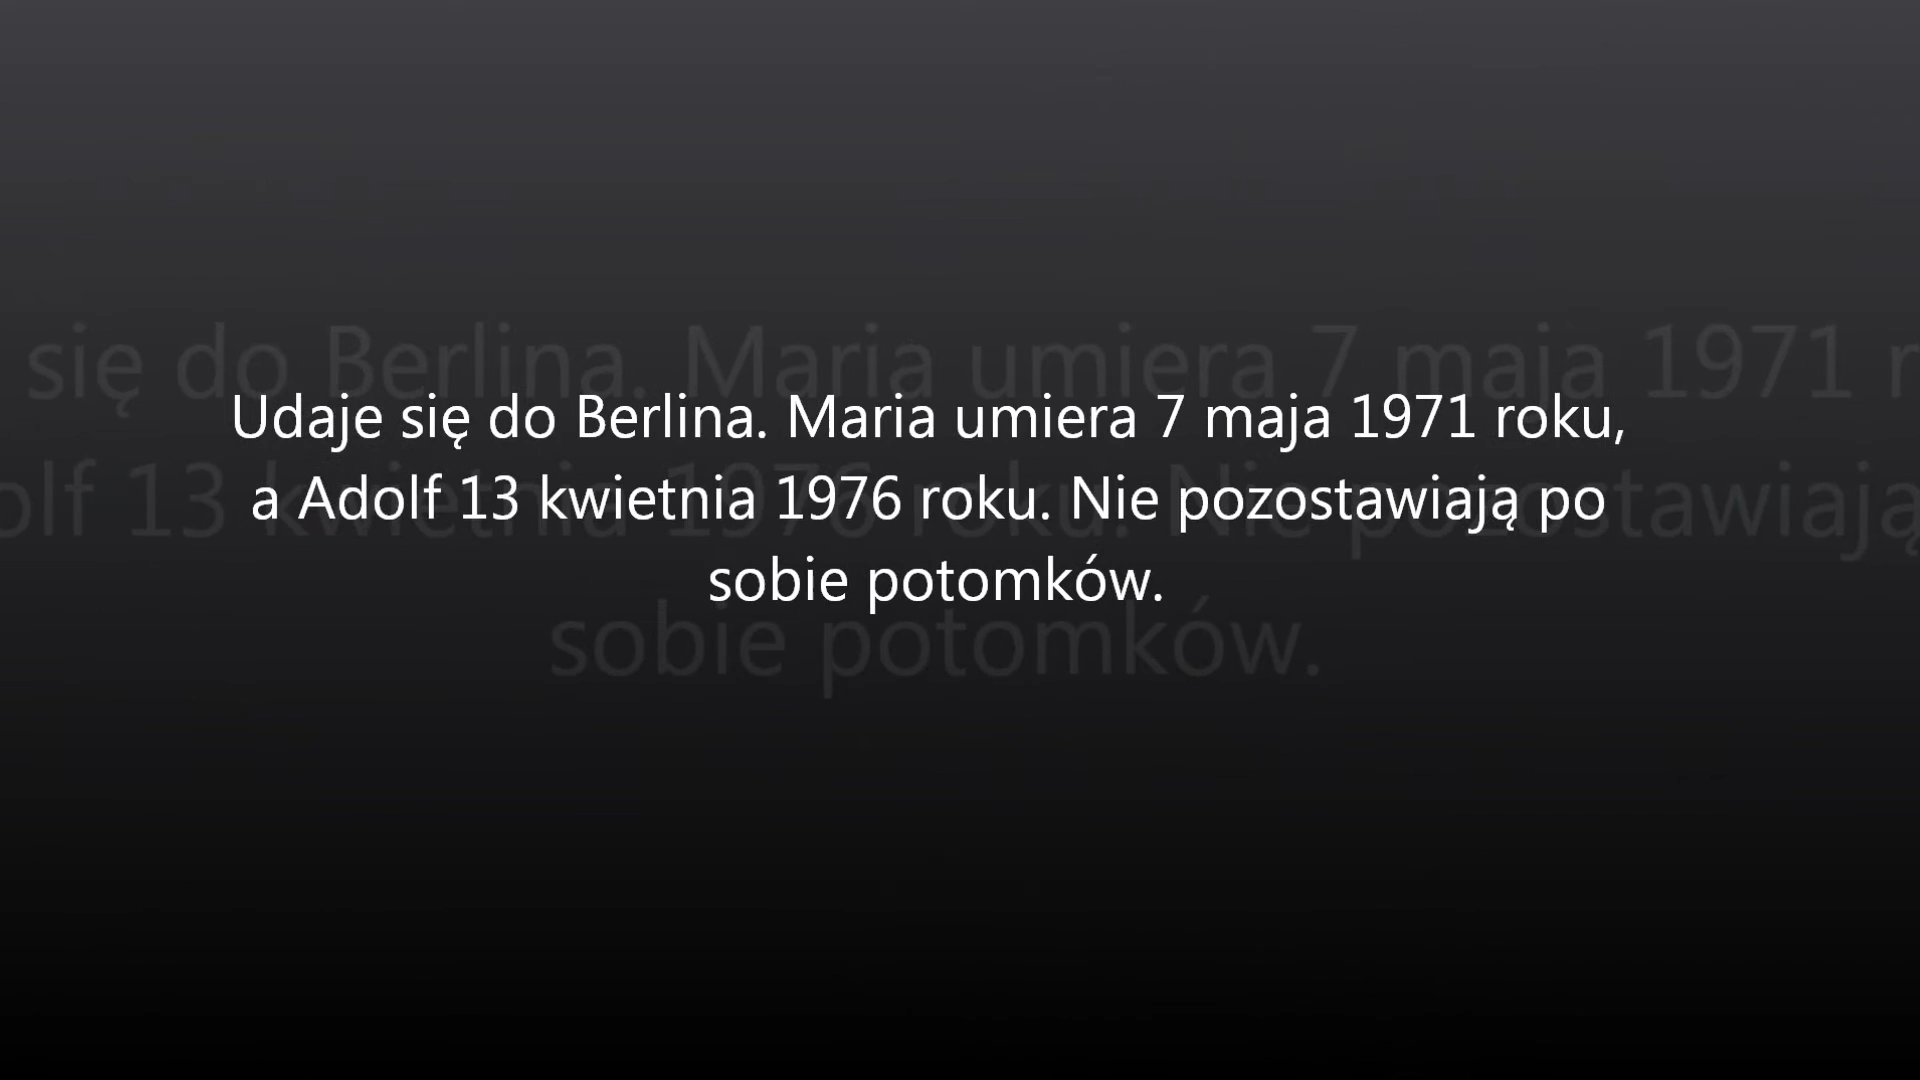 Udaje się do Berlina. Maria umiera 7 maja 1971 roku,
a Adolf 13 kwietnia 1976 roku. Nie pozostawiają po
sobie potomków.